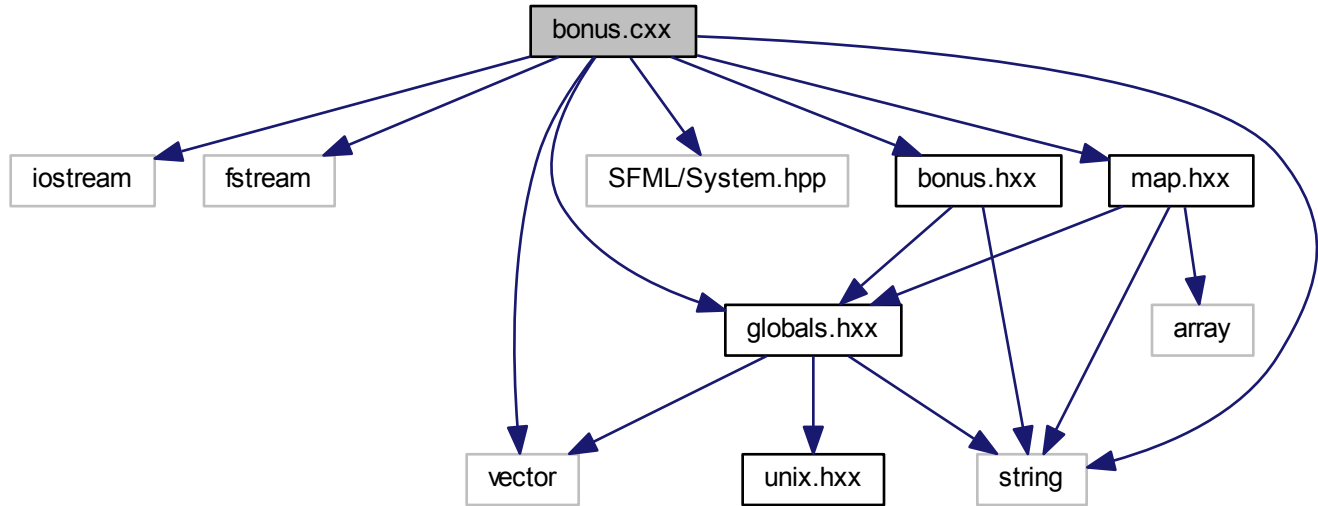 bonus.cxx
iostream
fstream
SFML/System.hpp
bonus.hxx
map.hxx
globals.hxx
array
vector
unix.hxx
string